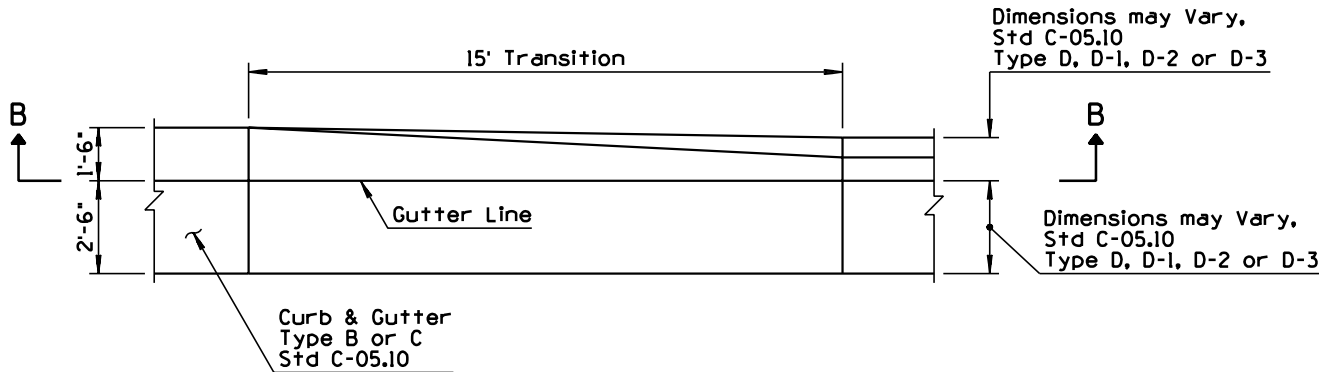 Dimensions may Vary,
Std C-05.10
Type D, D-1, D-2 or D-3
15' Transition
B
B
1'-6"
2'-6"
Gutter Line
Dimensions may Vary,
Std C-05.10
Type D, D-1, D-2 or D-3
Curb & Gutter
Type B or C
Std C-05.10